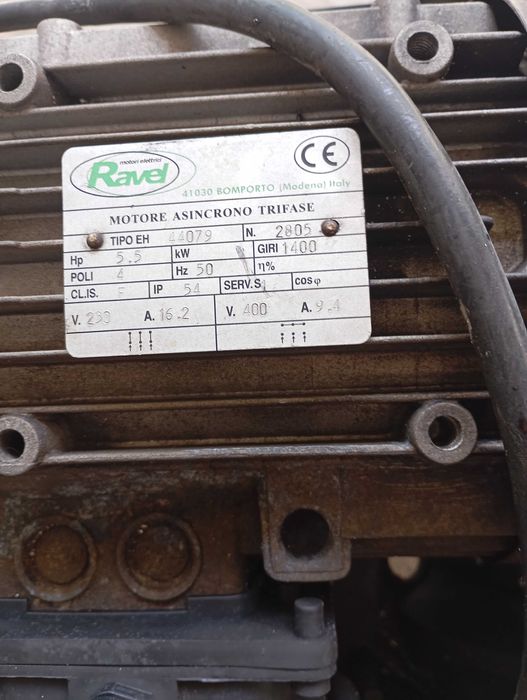 motori elettrici
Ravel
CE
41030 BOMPORTO (Modena) Italy
MOTORE ASINCRONO TRIFASE
TIPO EH 44079 N. 2805
Hp 5.5 kW GIRI 1400
POLI 4 Hz 50 η%
CL.IS. F IP 54 SERV.S1 cosφ
V. 230 A. 16.2 V. 400 A. 9.4